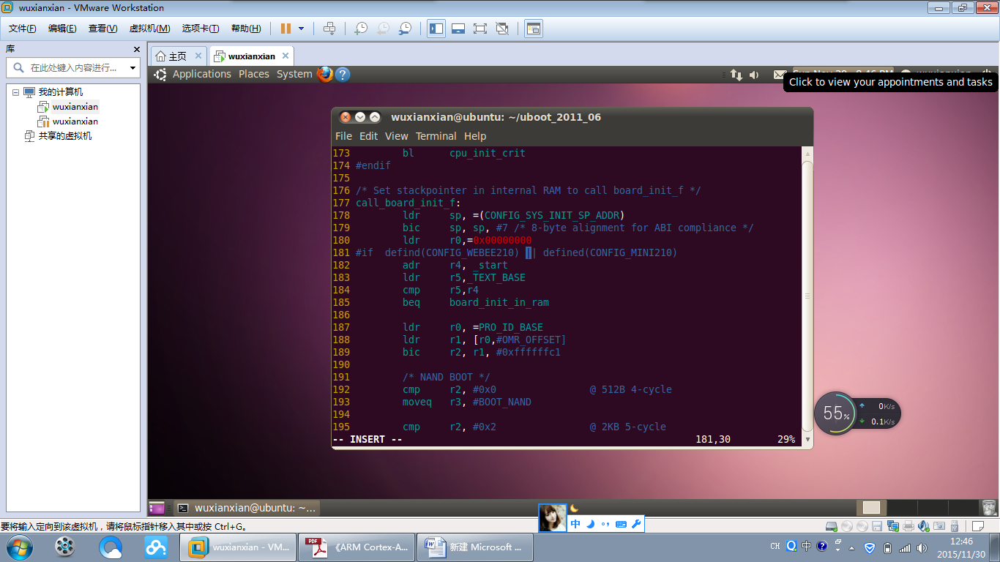 wuxianxian - VMware Workstation
文件(F) 编辑(E) 查看(V) 虚拟机(M) 选项卡(T) 帮助(H)
库
在此处键入内容进行...
我的计算机
wuxianxian
wuxianxian
共享的虚拟机
主页 wuxianxian
Applications Places System
Click to view your appointments and tasks
wuxianxian@ubuntu: ~/uboot_2011_06
File Edit View Terminal Help
173 bl cpu_init_crit
174 #endif
175
176 /* Set stackpointer in internal RAM to call board_init_f */
177 call_board_init_f:
178 ldr sp, =(CONFIG_SYS_INIT_SP_ADDR)
179 bic sp, sp, #7 /* 8-byte alignment for ABI compliance */
180 ldr r0,=0x00000000
181 #if defind(CONFIG_WEBEE210) || defined(CONFIG_MINI210)
182 adr r4, _start
183 ldr r5,_TEXT_BASE
184 cmp r5,r4
185 beq board_init_in_ram
186
187 ldr r0, =PRO_ID_BASE
188 ldr r1, [r0,#OMR_OFFSET]
189 bic r2, r1, #0xffffffc1
190
191 /* NAND BOOT */
192 cmp r2, #0x0 @ 512B 4-cycle
193 moveq r3, #BOOT_NAND
194
195 cmp r2, #0x2 @ 2KB 5-cycle
-- INSERT -- 181,30 29%
55%
0K/s
0.1K/s
wuxianxian@ubuntu: ~...
中
要将输入定向到该虚拟机，请将鼠标指针移入其中或按 Ctrl+G。
wuxianxian - VM...
PDF
《ARM Cortex-A...
新建 Microsoft ...
CH 中
12:46
2015/11/30